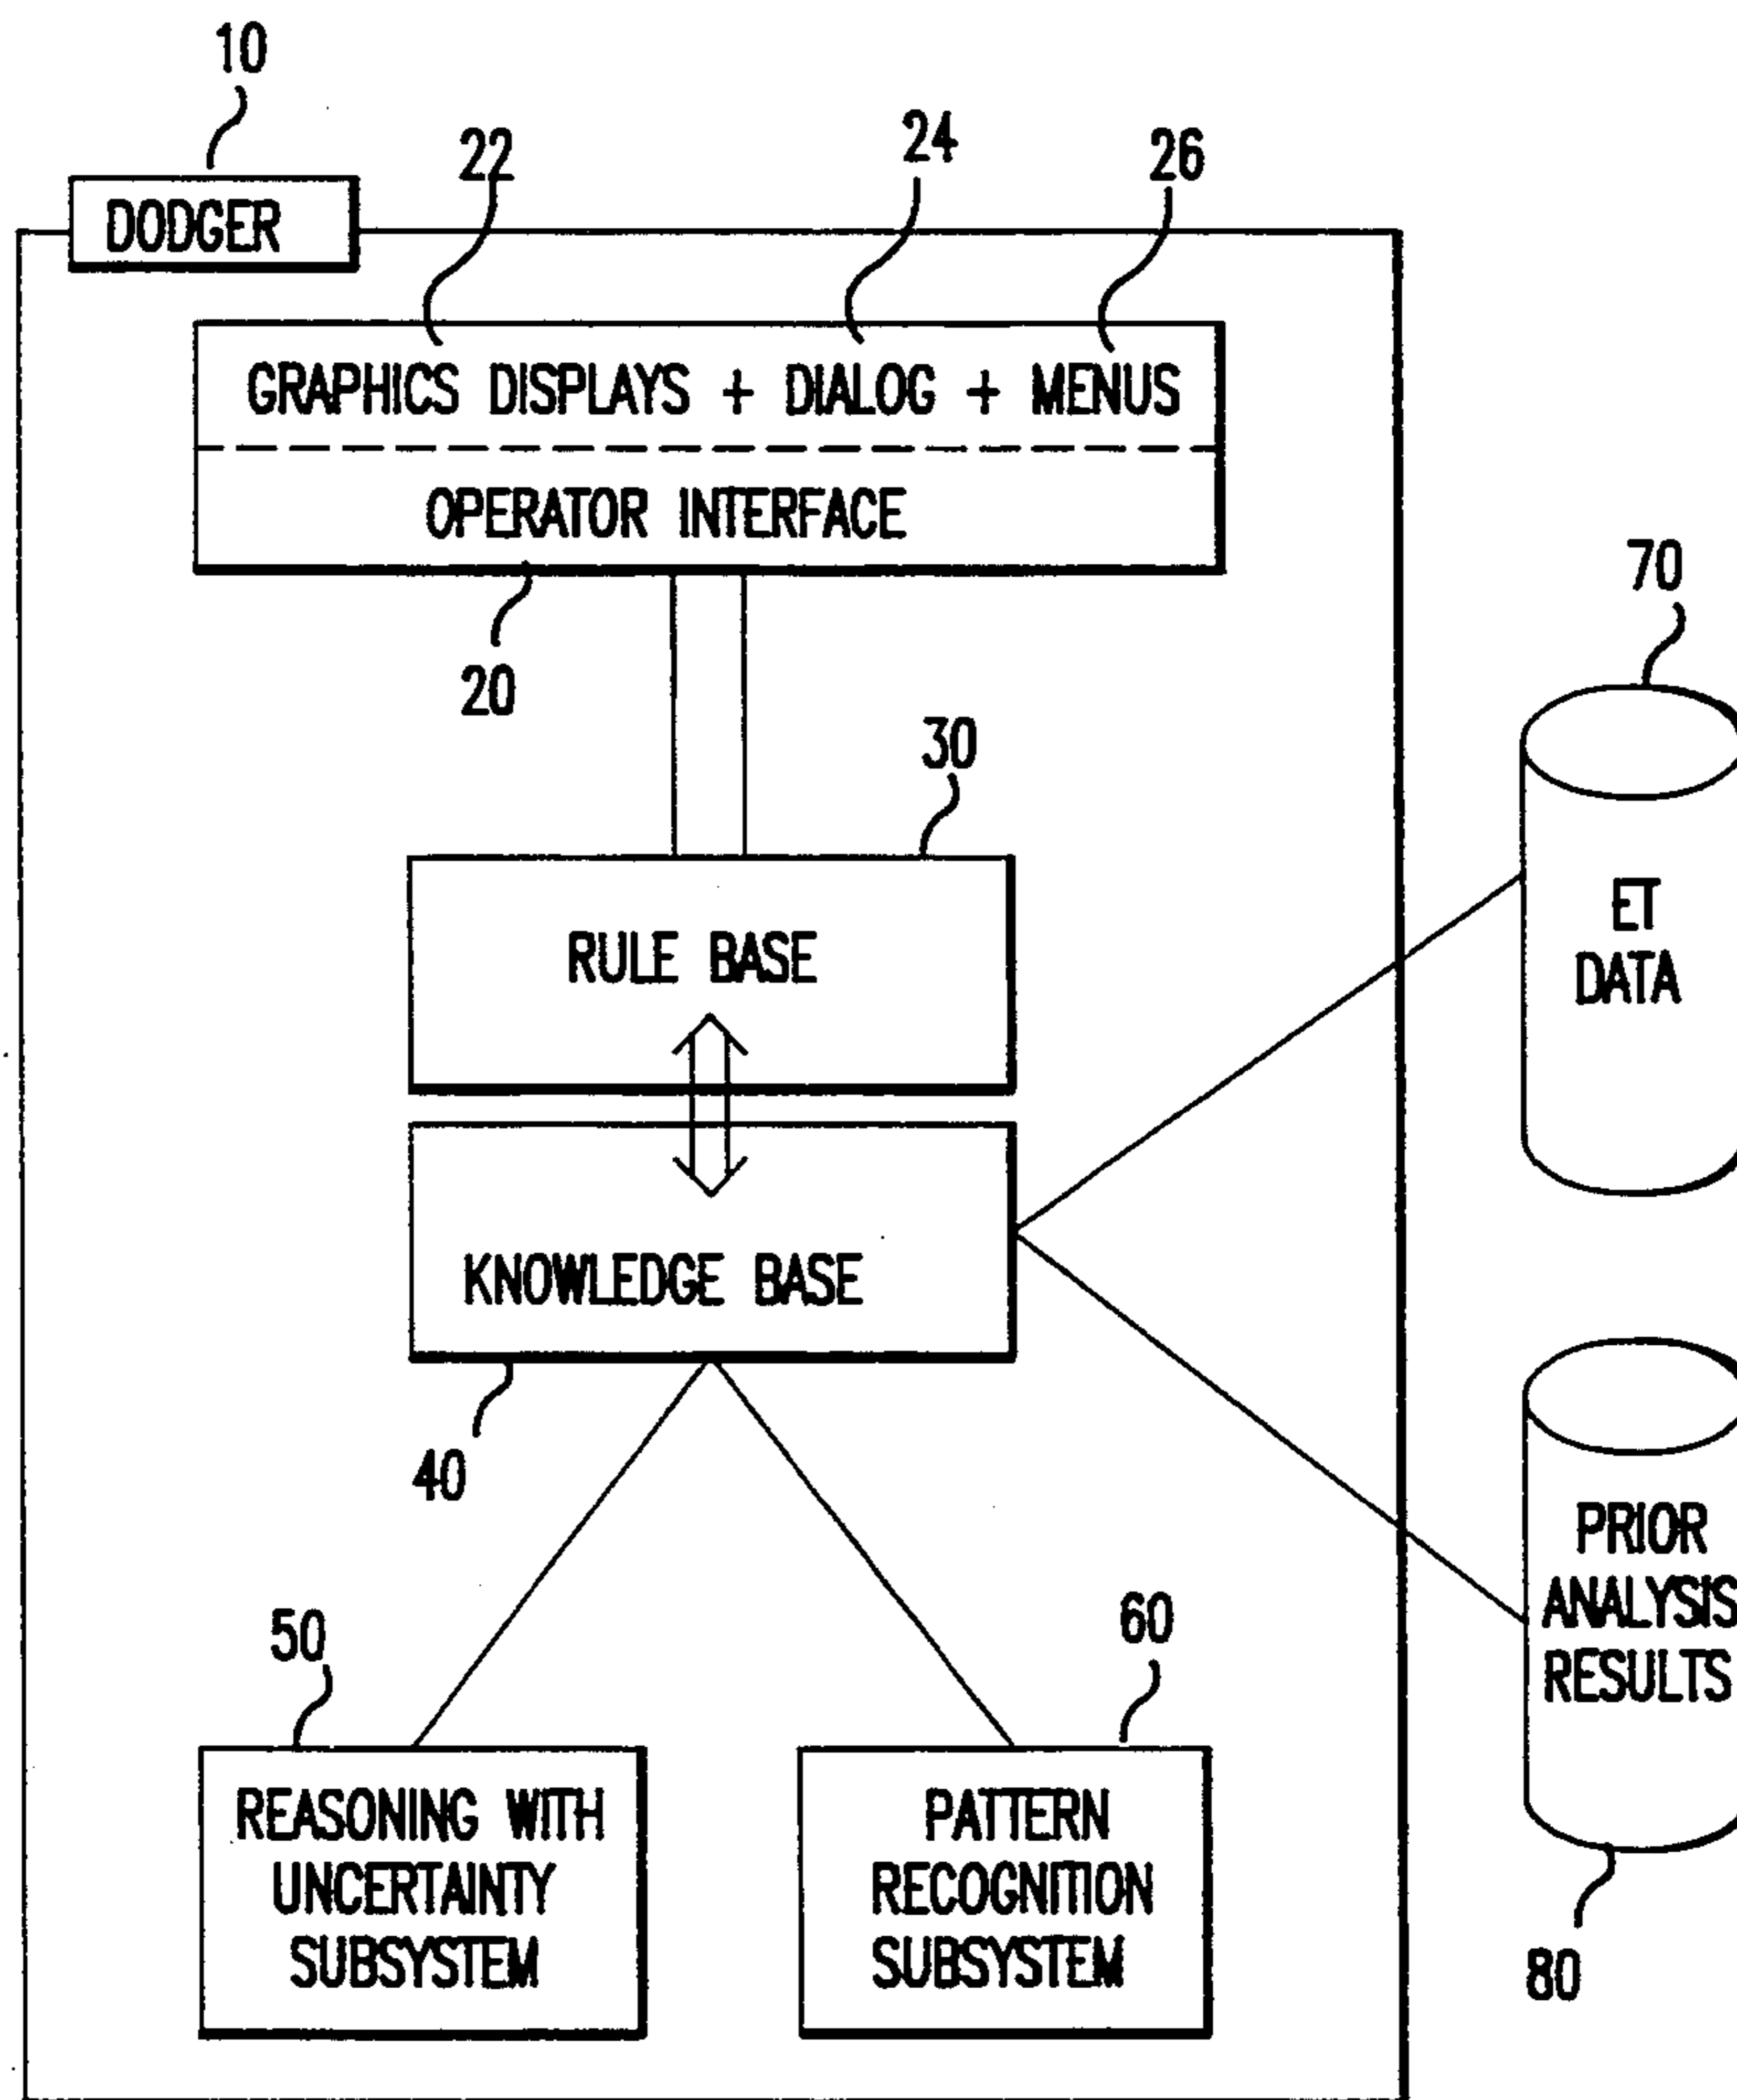 10
22
24
26
DODGER
GRAPHICS DISPLAYS + DIALOG + MENUS
OPERATOR INTERFACE
20
30
RULE BASE
KNOWLEDGE BASE
40
50
60
REASONING WITH
UNCERTAINTY
SUBSYSTEM
PATTERN
RECOGNITION
SUBSYSTEM
70
ET
DATA
PRIOR
ANALYSIS
RESULTS
80